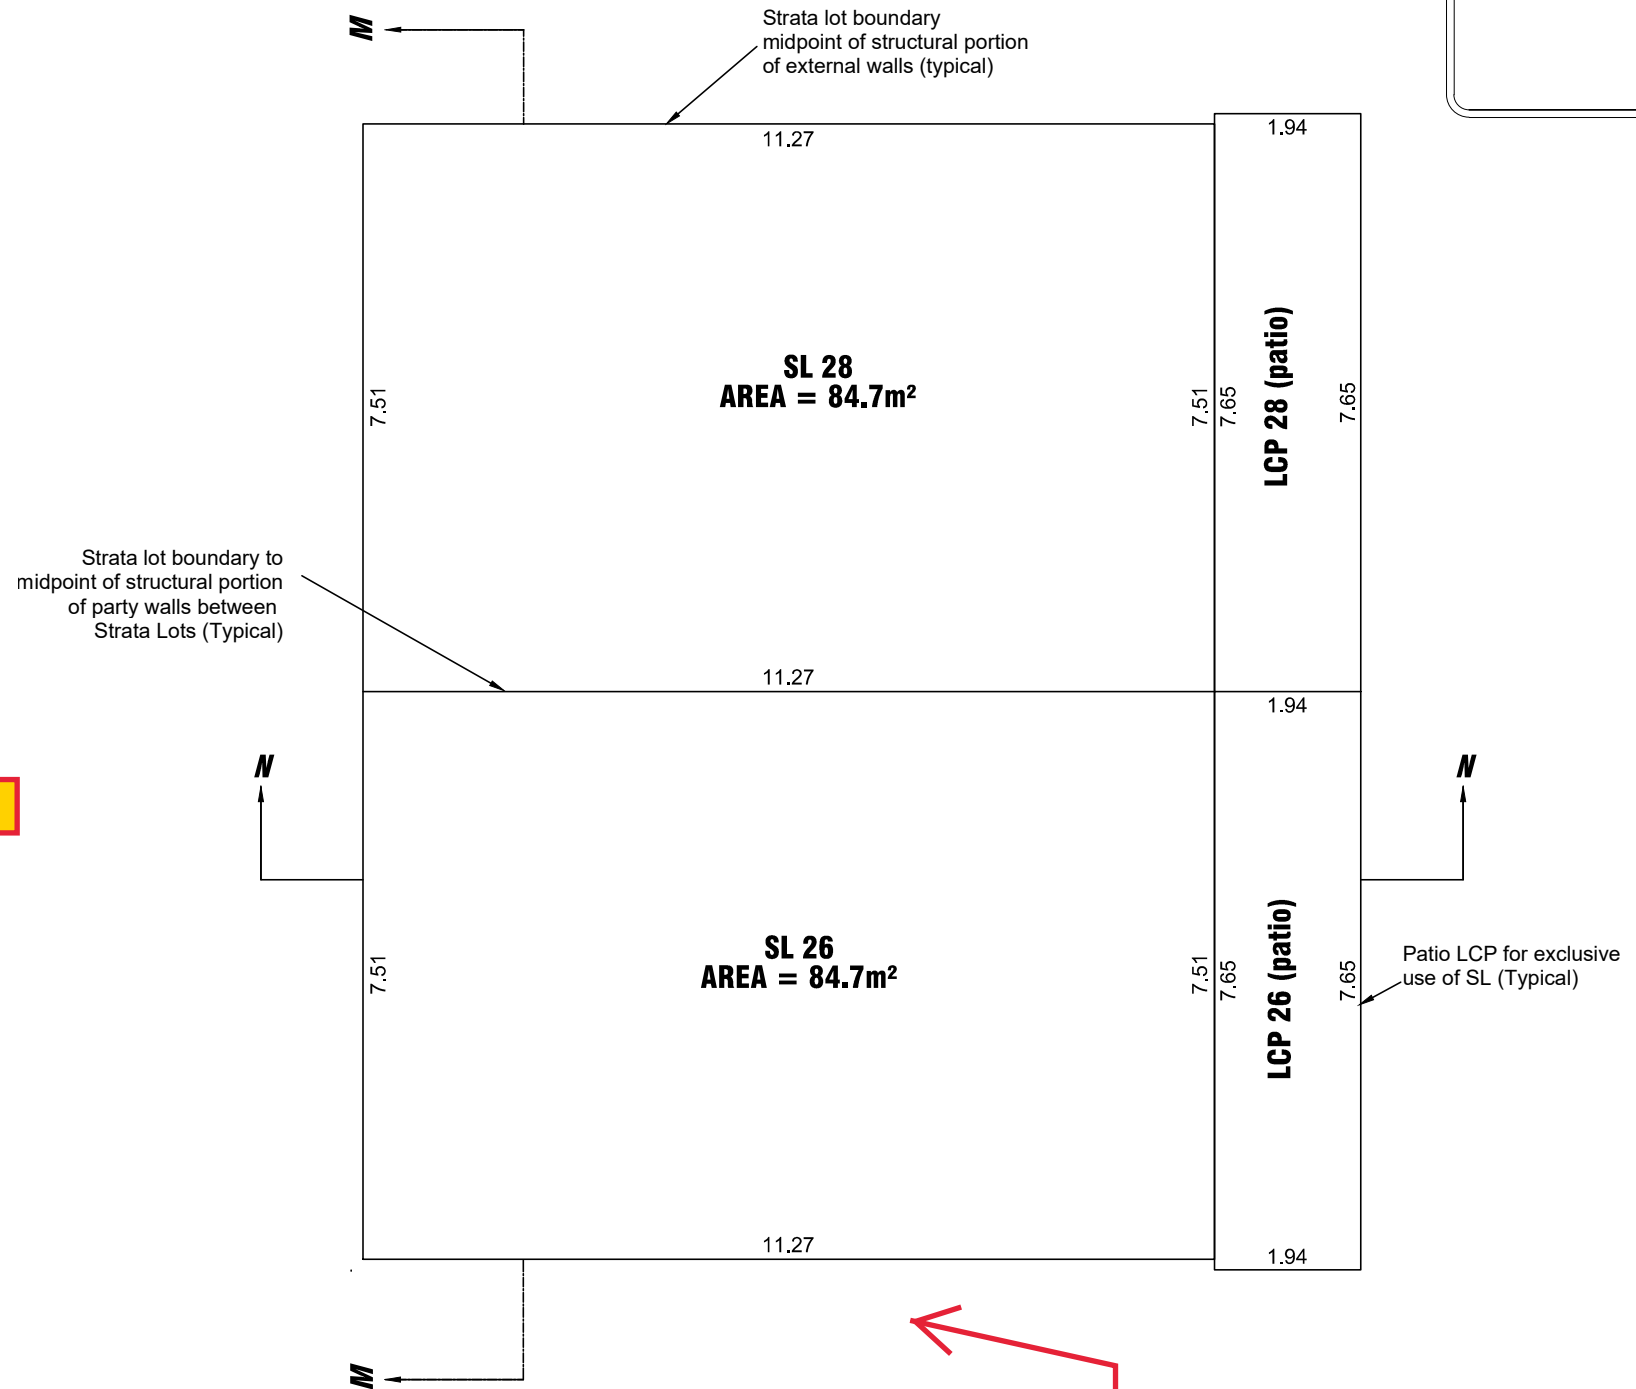 M
Strata lot boundary
midpoint of structural portion
of external walls (typical)
11.27
1.94
SL 28
AREA = 84.7m²
7.51
7.51
7.65
LCP 28 (patio)
7.65
Strata lot boundary to
midpoint of structural portion
of party walls between
Strata Lots (Typical)
11.27
1.94
N
N
SL 26
AREA = 84.7m²
7.51
7.51
7.65
LCP 26 (patio)
7.65
Patio LCP for exclusive
use of SL (Typical)
11.27
1.94
M